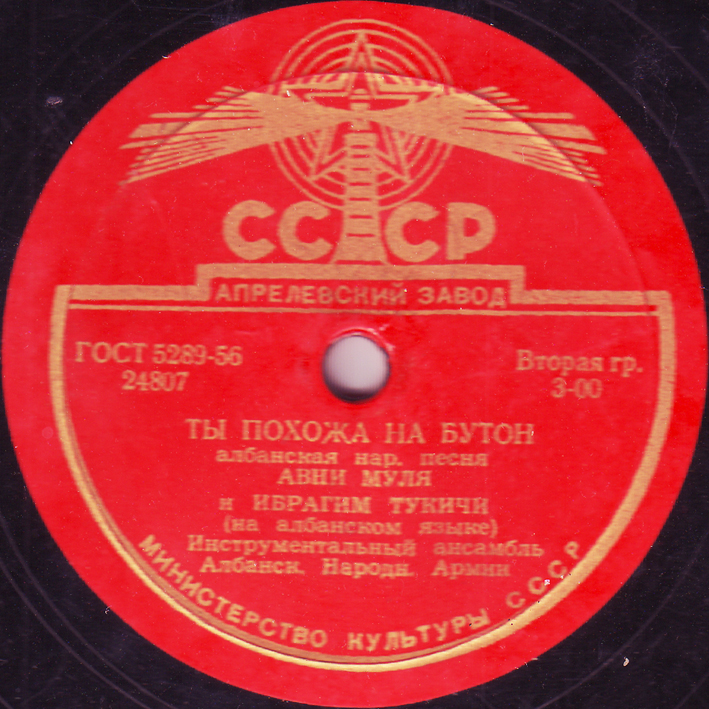 СССР
АПРЕЛЕВСКИЙ ЗАВОД
ГОСТ 5289-56
24807
Вторая гр.
3-00
ТЫ ПОХОЖА НА БУТОН
албанская нар. песня
АВНИ МУЛЯ
и ИБРАГИМ ТУКИЧИ
(на албанском языке)
Инструментальный ансамбль
Албанск. Народн. Армии
МИНИСТЕРСТВО КУЛЬТУРЫ СССР